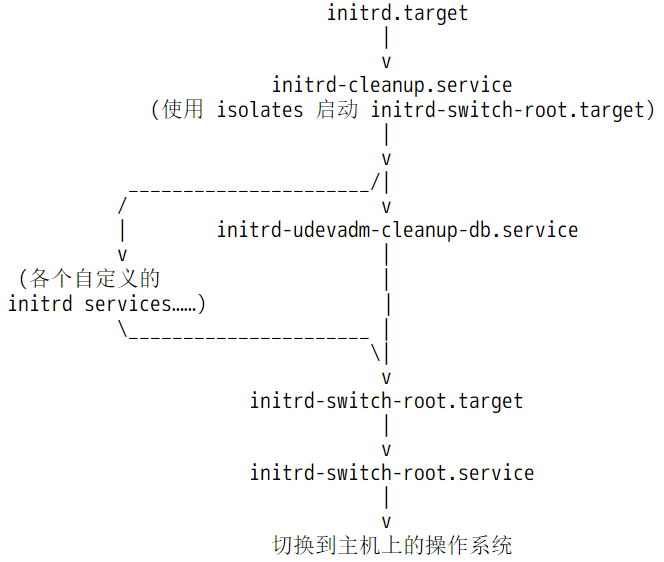 initrd.target
|
v
initrd-cleanup.service
(使用 isolates 启动 initrd-switch-root.target)
|
v
______________________/|
/ v
| initrd-udevadm-cleanup-db.service
v |
(各个自定义的 |
initrd services……) |
\______________________ |
\|
v
initrd-switch-root.target
|
v
initrd-switch-root.service
|
v
切换到主机上的操作系统